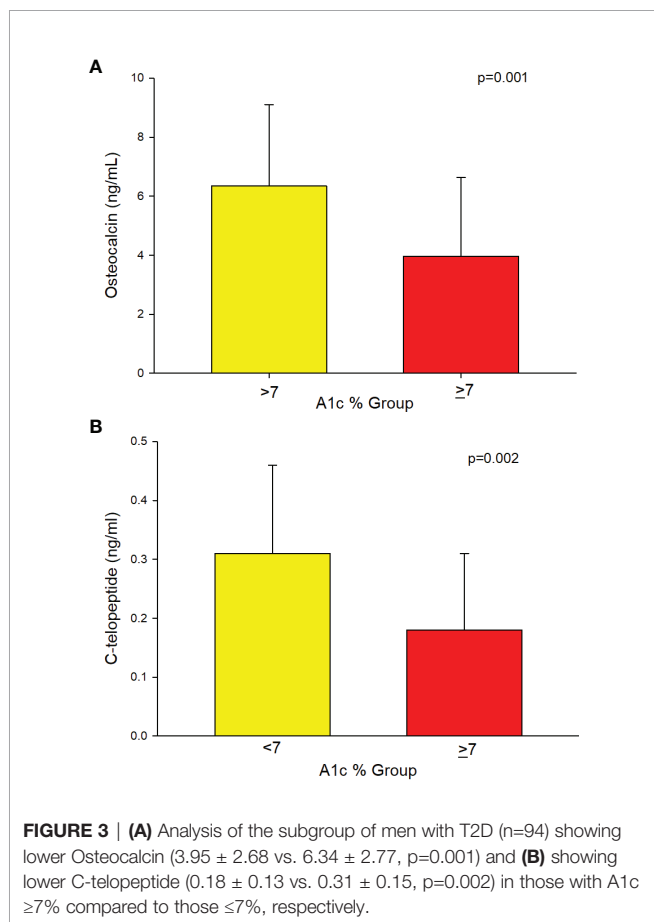 A
p=0.001
10
8
6
4
2
0
Osteocalcin (ng/mL)
>7
≥7
A1c % Group
B
p=0.002
0.5
0.4
0.3
0.2
0.1
0.0
C-telopeptide (ng/ml)
<7
≥7
A1c % Group
FIGURE 3 | (A) Analysis of the subgroup of men with T2D (n=94) showing
lower Osteocalcin (3.95 ± 2.68 vs. 6.34 ± 2.77, p=0.001) and (B) showing
lower C-telopeptide (0.18 ± 0.13 vs. 0.31 ± 0.15, p=0.002) in those with A1c
≥7% compared to those ≤7%, respectively.